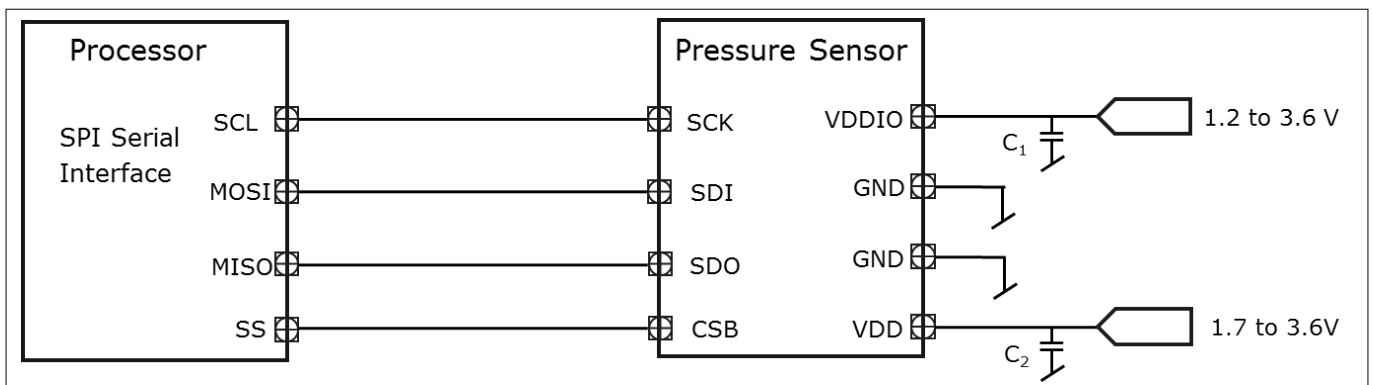 Processor
Pressure Sensor
SPI Serial
Interface
SCL
MOSI
MISO
SS
SCK
SDI
SDO
CSB
VDDIO
GND
GND
VDD
C₁
C₂
1.2 to 3.6 V
1.7 to 3.6V